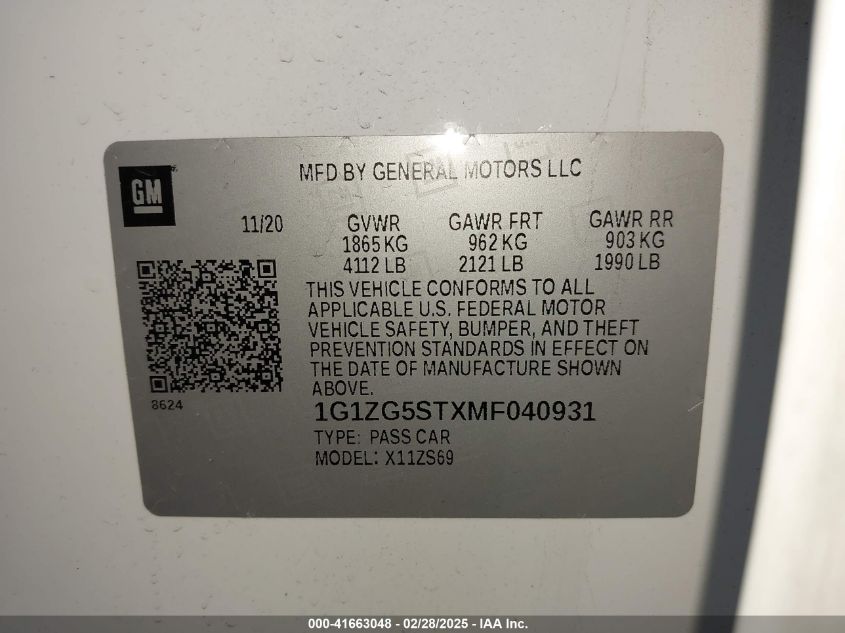 MFD BY GENERAL MOTORS LLC
GM
11/20 GVWR GAWR FRT GAWR RR
1865 KG 962 KG 903 KG
4112 LB 2121 LB 1990 LB
THIS VEHICLE CONFORMS TO ALL
APPLICABLE U.S. FEDERAL MOTOR
VEHICLE SAFETY, BUMPER, AND THEFT
PREVENTION STANDARDS IN EFFECT ON
THE DATE OF MANUFACTURE SHOWN
ABOVE.
8624
1G1ZG5STXMF040931
TYPE: PASS CAR
MODEL: X11ZS69
000-41663048 - 02/28/2025 - IAA Inc.